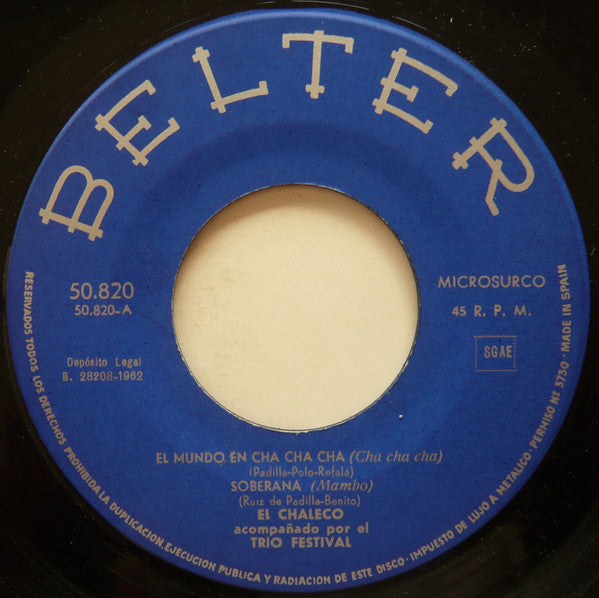 BELTER
50.820
50.820-A
MICROSURCO
45 R. P. M.
SGAE
Depósito Legal
B. 28208-1962
EL MUNDO EN CHA CHA CHA (Cha cha cha)
(Padilla-Polo-Refalá)
SOBERANA (Mambo)
(Ruiz de Padilla-Benito)
EL CHALECO
acompañado por el
TRÍO FESTIVAL
RESERVADOS TODOS LOS DERECHOS PROHIBIDA LA DUPLICACION, EJECUCION PUBLICA Y RADIACION DE ESTE DISCO · IMPUESTO DE LUJO A METALICO · PERMISO Nº 3730 · MADE IN SPAIN